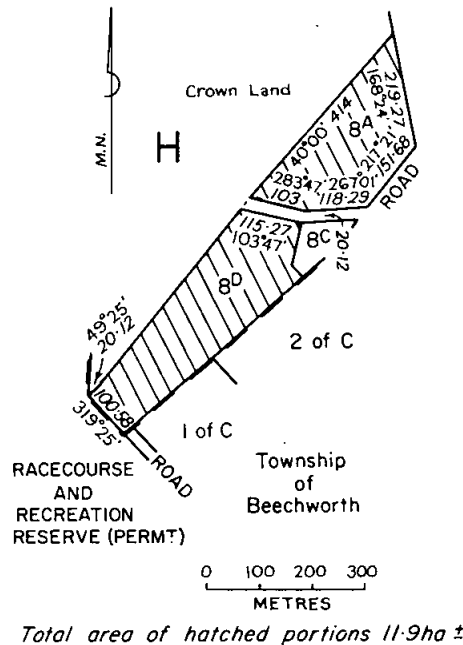 Crown Land
M.N.
H
40°00' 414
8A
168°24'
219·27
217°21'
151·68
283°47'
103
267°01'
118·29
ROAD
115·27
103°47'
8C
20·12
8D
49°25'
20·12
2 of C
100·58
319°25'
ROAD
1 of C
RACECOURSE
AND
RECREATION
RESERVE (PERMT)
Township
of
Beechworth
0 100 200 300
METRES
Total area of hatched portions 11·9ha ±